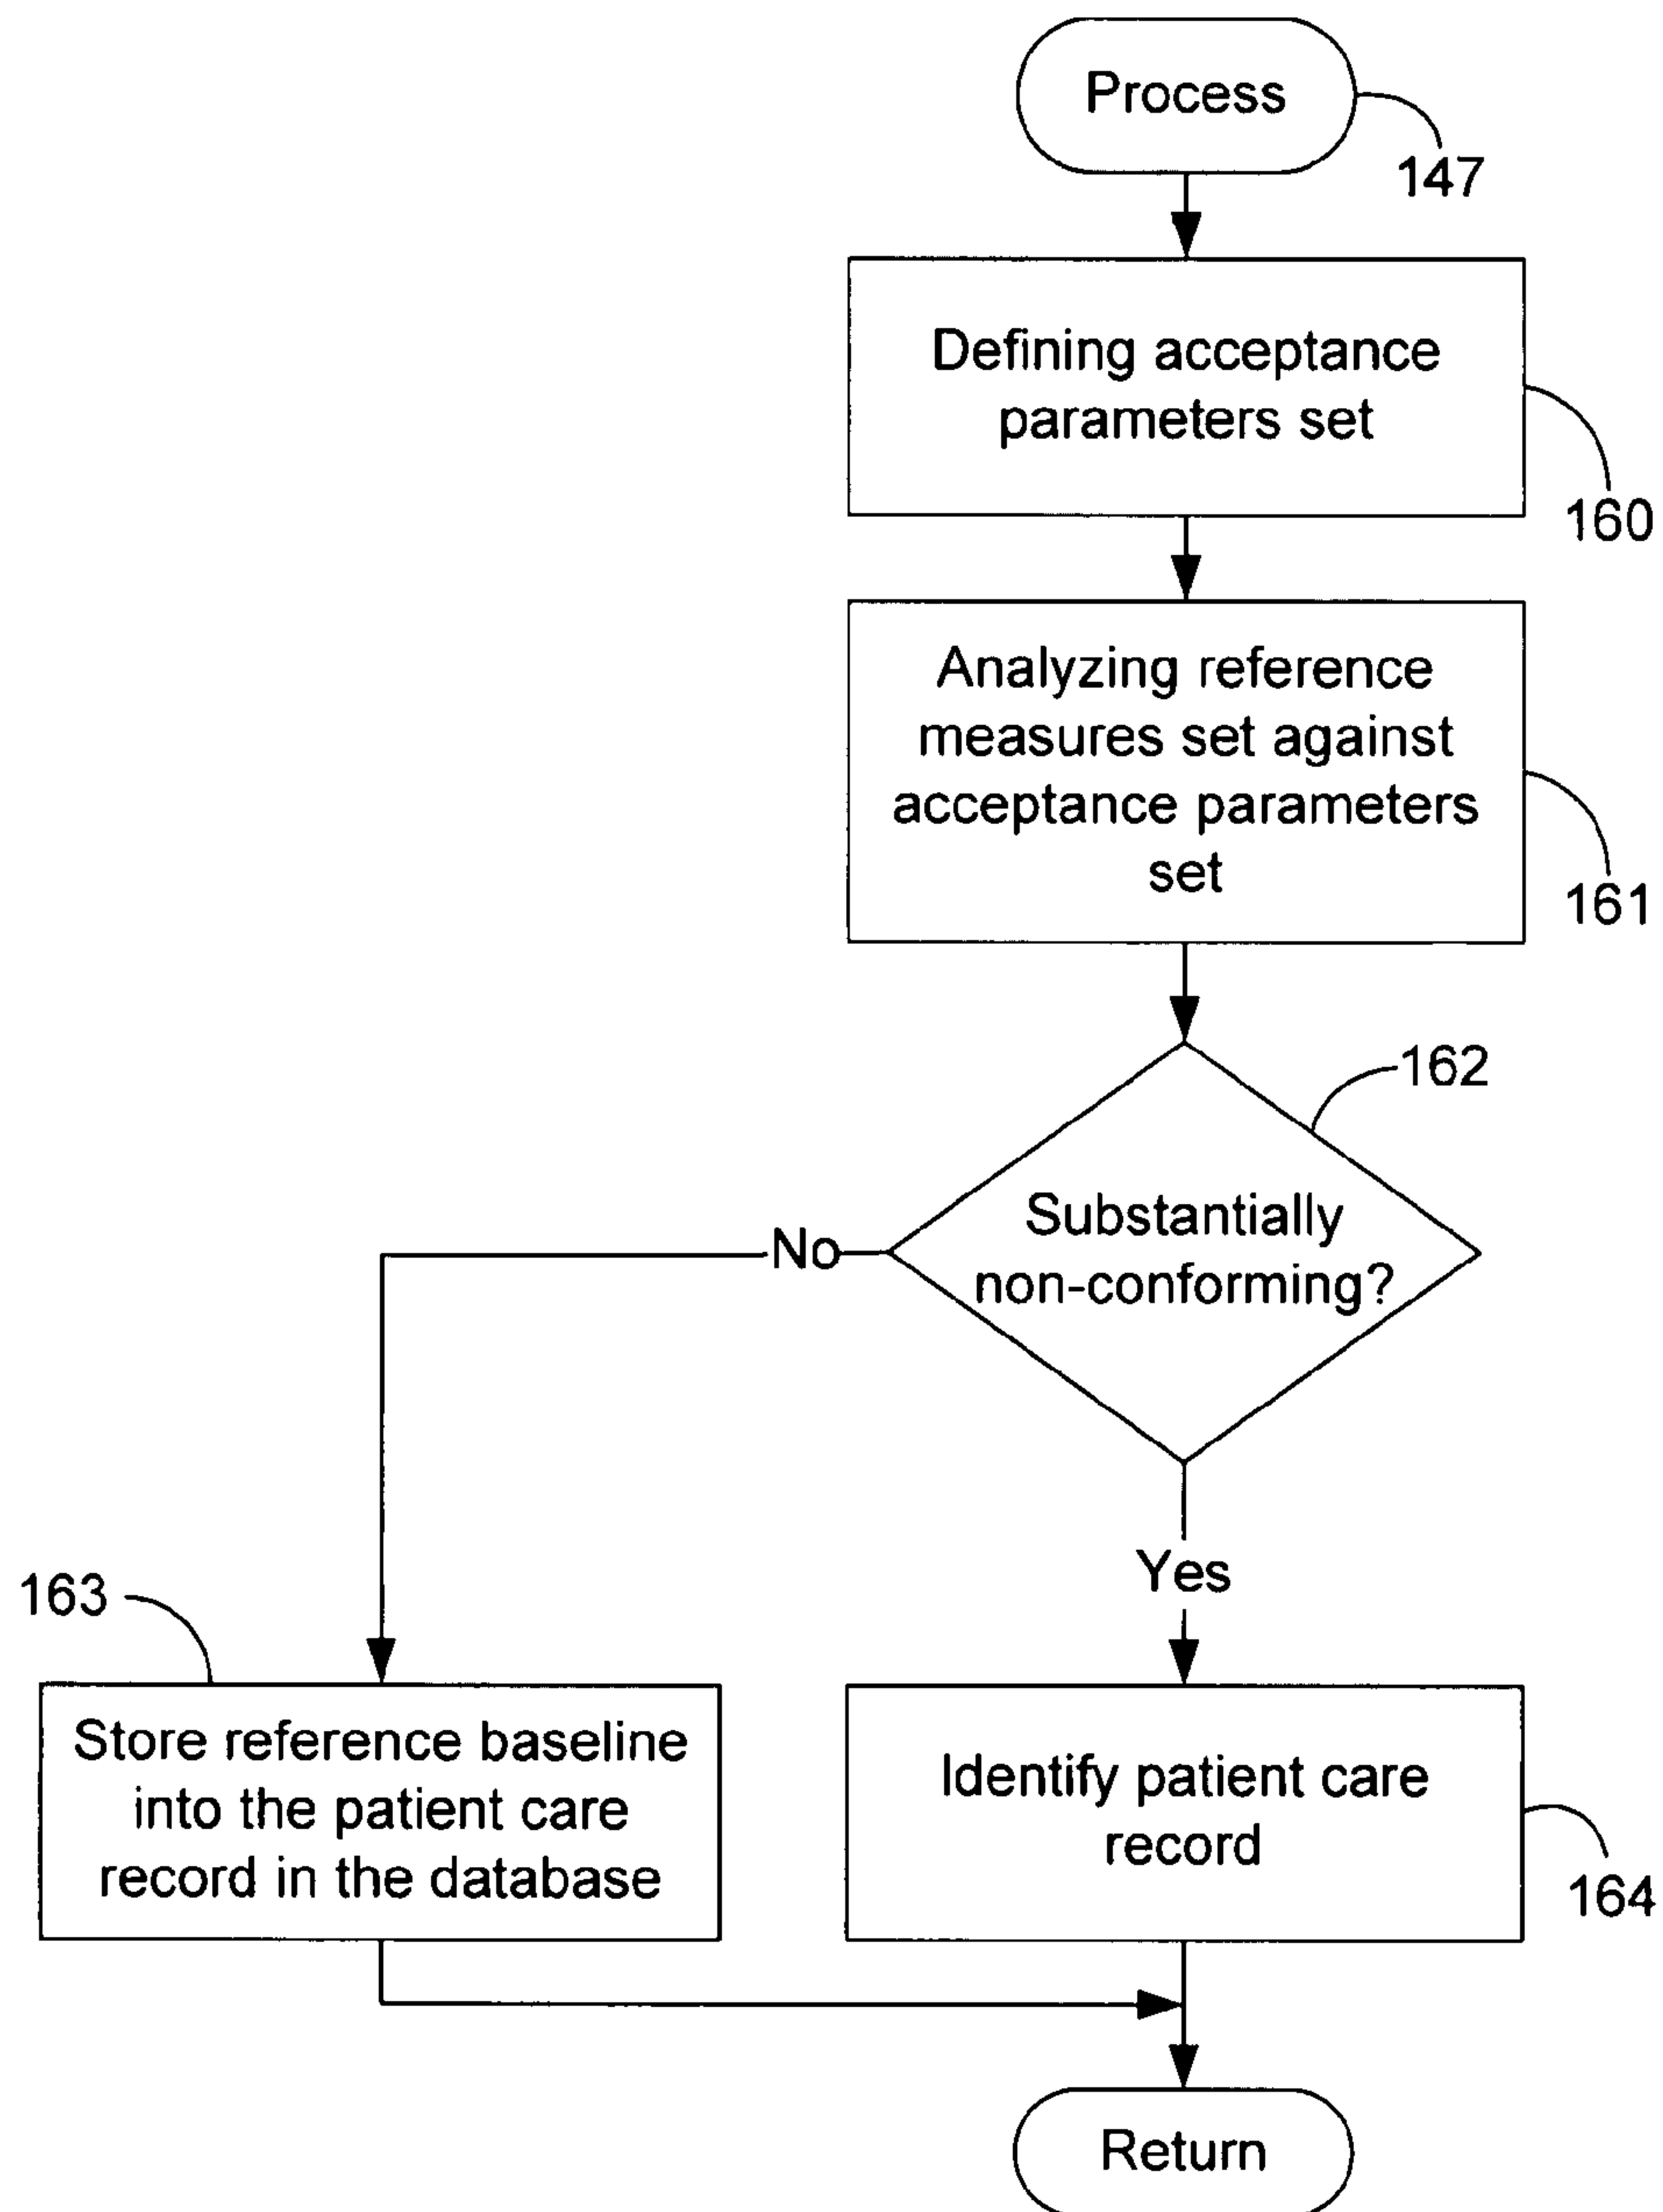 Process
147
Defining acceptance
parameters set
160
Analyzing reference
measures set against
acceptance parameters
set
161
162
Substantially
non-conforming?
No
Yes
163
Store reference baseline
into the patient care
record in the database
Identify patient care
record
164
Return